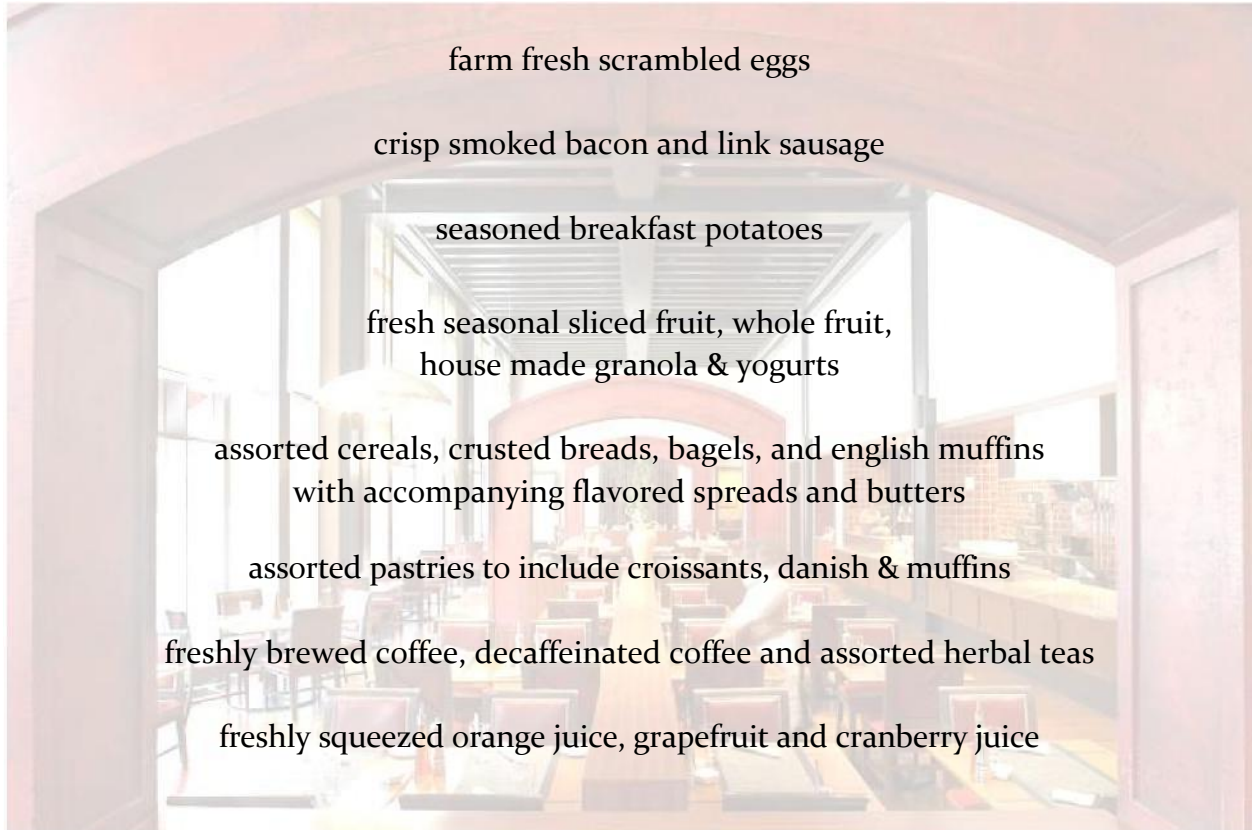 farm fresh scrambled eggs
crisp smoked bacon and link sausage
seasoned breakfast potatoes
fresh seasonal sliced fruit, whole fruit,
house made granola & yogurts
assorted cereals, crusted breads, bagels, and english muffins
with accompanying flavored spreads and butters
assorted pastries to include croissants, danish & muffins
freshly brewed coffee, decaffeinated coffee and assorted herbal teas
freshly squeezed orange juice, grapefruit and cranberry juice